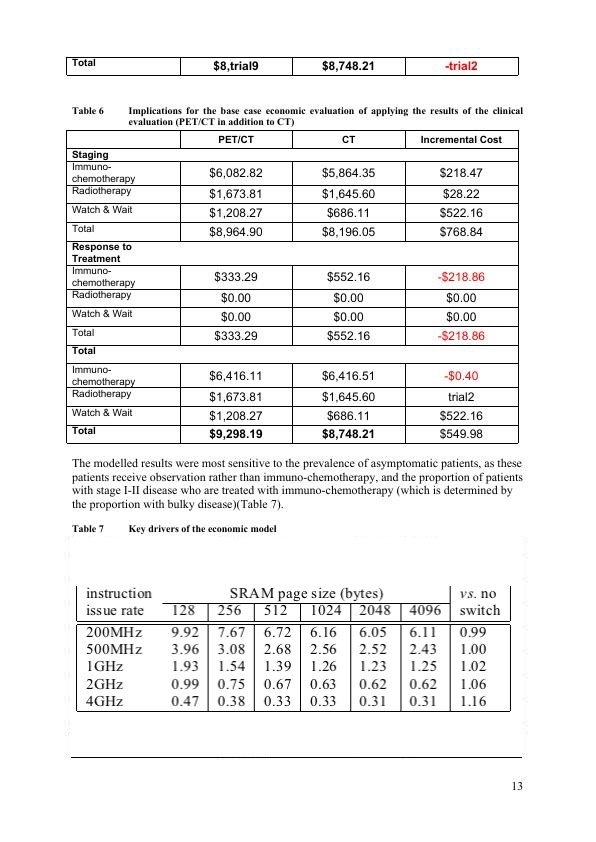 Total $8,trial9 $8,748.21 -trial2
Table 6 Implications for the base case economic evaluation of applying the results of the clinical
evaluation (PET/CT in addition to CT)
PET/CT CT Incremental Cost
Staging
Immuno-
chemotherapy $6,082.82 $5,864.35 $218.47
Radiotherapy $1,673.81 $1,645.60 $28.22
Watch & Wait $1,208.27 $686.11 $522.16
Total $8,964.90 $8,196.05 $768.84
Response to
Treatment
Immuno-
chemotherapy $333.29 $552.16 -$218.86
Radiotherapy $0.00 $0.00 $0.00
Watch & Wait $0.00 $0.00 $0.00
Total $333.29 $552.16 -$218.86
Total
Immuno-
chemotherapy $6,416.11 $6,416.51 -$0.40
Radiotherapy $1,673.81 $1,645.60 trial2
Watch & Wait $1,208.27 $686.11 $522.16
Total $9,298.19 $8,748.21 $549.98
The modelled results were most sensitive to the prevalence of asymptomatic patients, as these
patients receive observation rather than immuno-chemotherapy, and the proportion of patients
with stage I-II disease who are treated with immuno-chemotherapy (which is determined by
the proportion with bulky disease)(Table 7).
Table 7 Key drivers of the economic model
instruction SRAM page size (bytes) vs. no
issue rate 128 256 512 1024 2048 4096 switch
200MHz 9.92 7.67 6.72 6.16 6.05 6.11 0.99
500MHz 3.96 3.08 2.68 2.56 2.52 2.43 1.00
1GHz 1.93 1.54 1.39 1.26 1.23 1.25 1.02
2GHz 0.99 0.75 0.67 0.63 0.62 0.62 1.06
4GHz 0.47 0.38 0.33 0.33 0.31 0.31 1.16
13